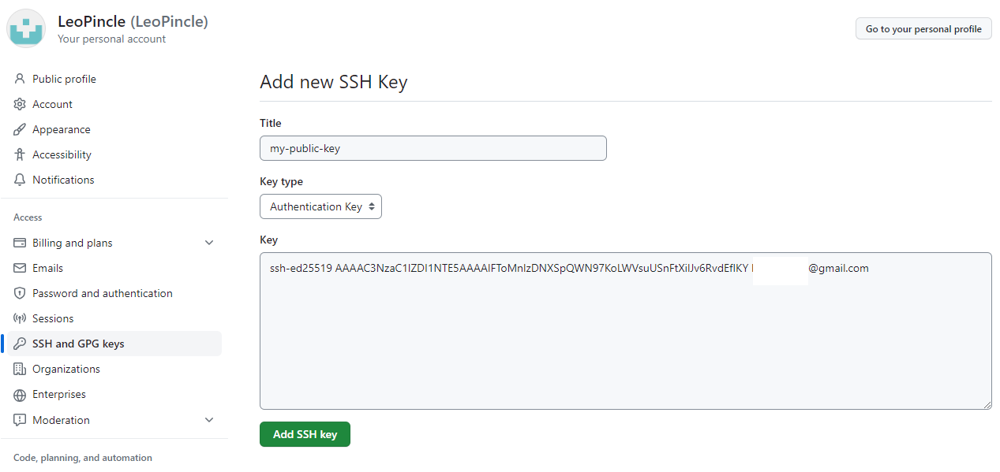 LeoPincle (LeoPincle)
Your personal account
Go to your personal profile
Public profile
Account
Appearance
Accessibility
Notifications
Access
Billing and plans
Emails
Password and authentication
Sessions
SSH and GPG keys
Organizations
Enterprises
Moderation
Code, planning, and automation
Add new SSH Key
Title
my-public-key
Key type
Authentication Key
Key
ssh-ed25519 @gmail.com
Add SSH key